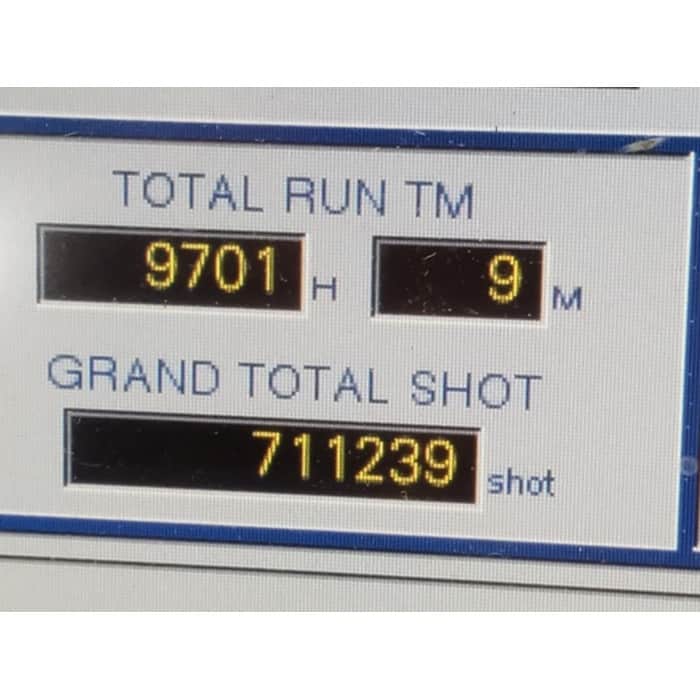 TOTAL RUN TM
9701 H 9 M
GRAND TOTAL SHOT
711239 shot